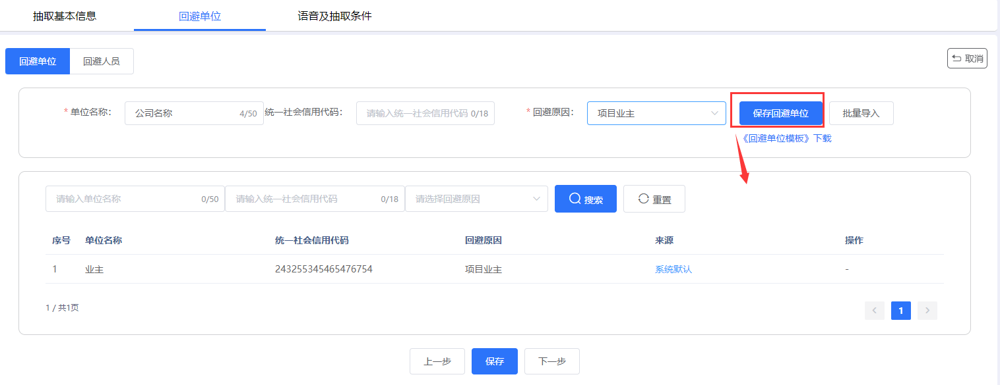 抽取基本信息 回避单位 语音及抽取条件
回避单位 回避人员 取消
* 单位名称： 公司名称 4/50 统一社会信用代码： 请输入统一社会信用代码 0/18 * 回避原因： 项目业主 保存回避单位 批量导入
《回避单位模板》下载
请输入单位名称 0/50 请输入统一社会信用代码 0/18 请选择回避原因 搜索 重置
序号 单位名称 统一社会信用代码 回避原因 来源 操作
1 业主 243255345465476754 项目业主 系统默认 -
1 / 共1页 1
上一步 保存 下一步